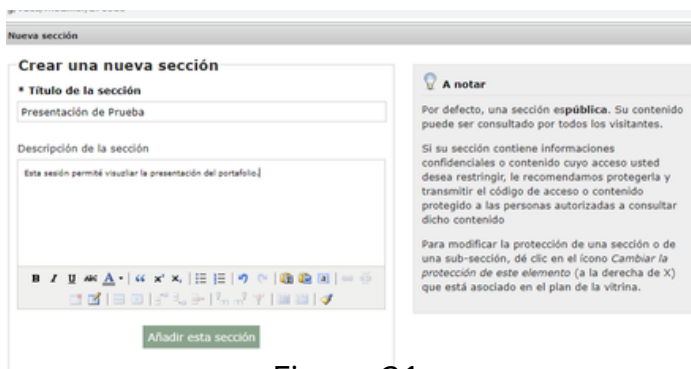 Nueva sección
Crear una nueva sección
* Título de la sección
Presentación de Prueba
Descripción de la sección
Esta sesión permité visuzliar la presentación del portafolio.
Añadir esta sección
A notar
Por defecto, una sección espública. Su contenido
puede ser consultado por todos los visitantes.
Si su sección contiene informaciones
confidenciales o contenido cuyo acceso usted
desea restringir, le recomendamos protegerla y
transmitir el código de acceso o contenido
protegido a las personas autorizadas a consultar
dicho contenido
Para modificar la protección de una sección o de
una sub-sección, dé clic en el ícono Cambiar la
protección de este elemento (a la derecha de X)
que está asociado en el plan de la vitrina.